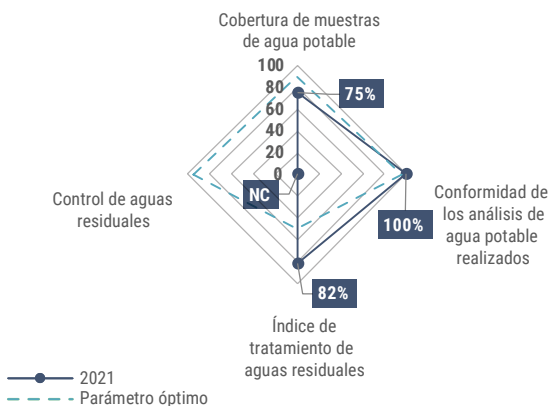 Cobertura de muestras
de agua potable
100
80
60
40
20
0
75%
NC
100%
82%
Control de aguas
residuales
Conformidad de
los análisis de
agua potable
realizados
Índice de
tratamiento de
aguas residuales
2021
Parámetro óptimo